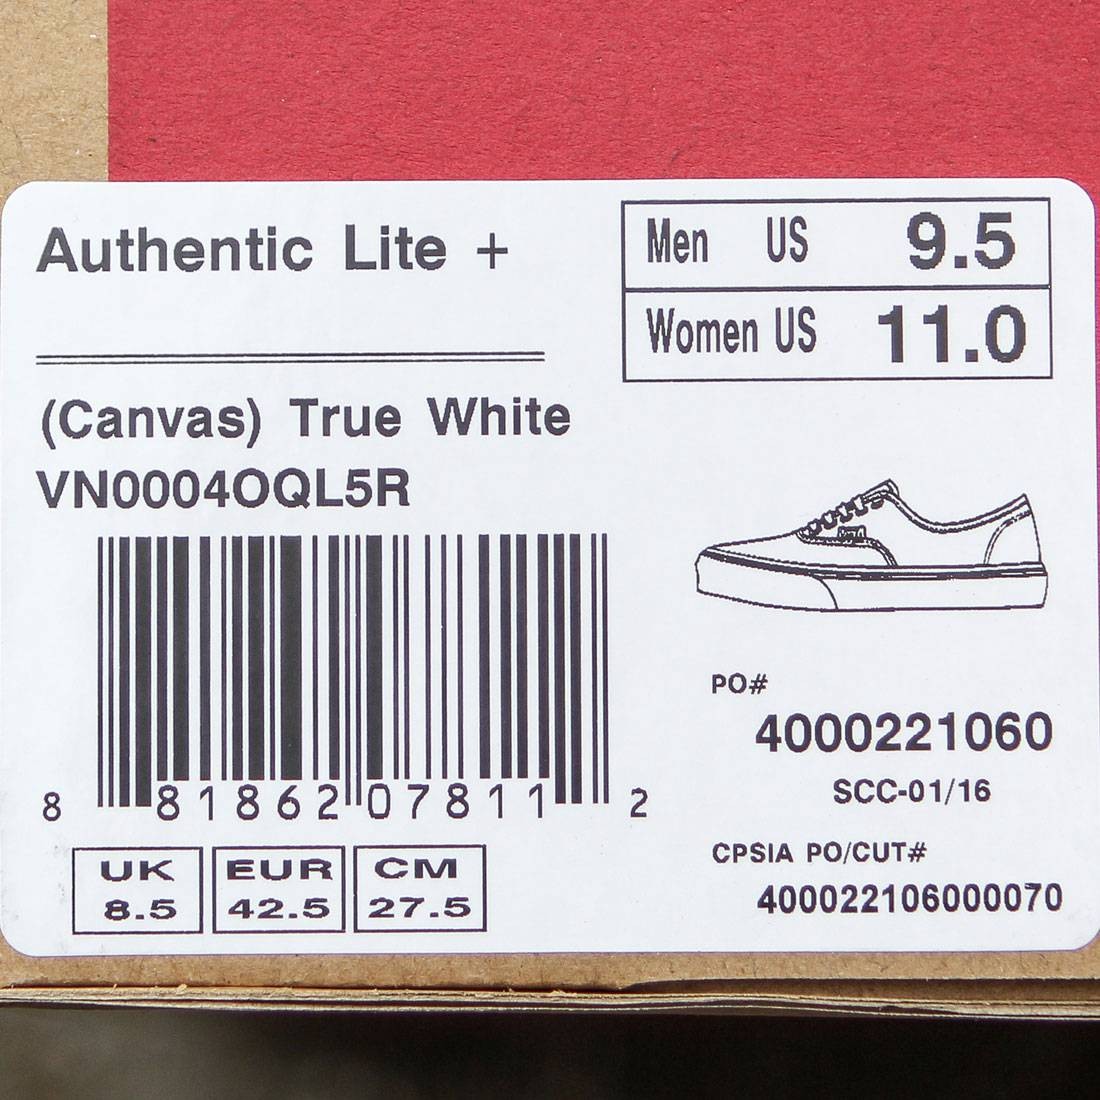 Authentic Lite +
Men US 9.5
Women US 11.0
(Canvas) True White
VN0004OQL5R
PO#
4000221060
SCC-01/16
8 81862 07811 2
CPSIA PO/CUT#
400022106000070
UK EUR CM
8.5 42.5 27.5